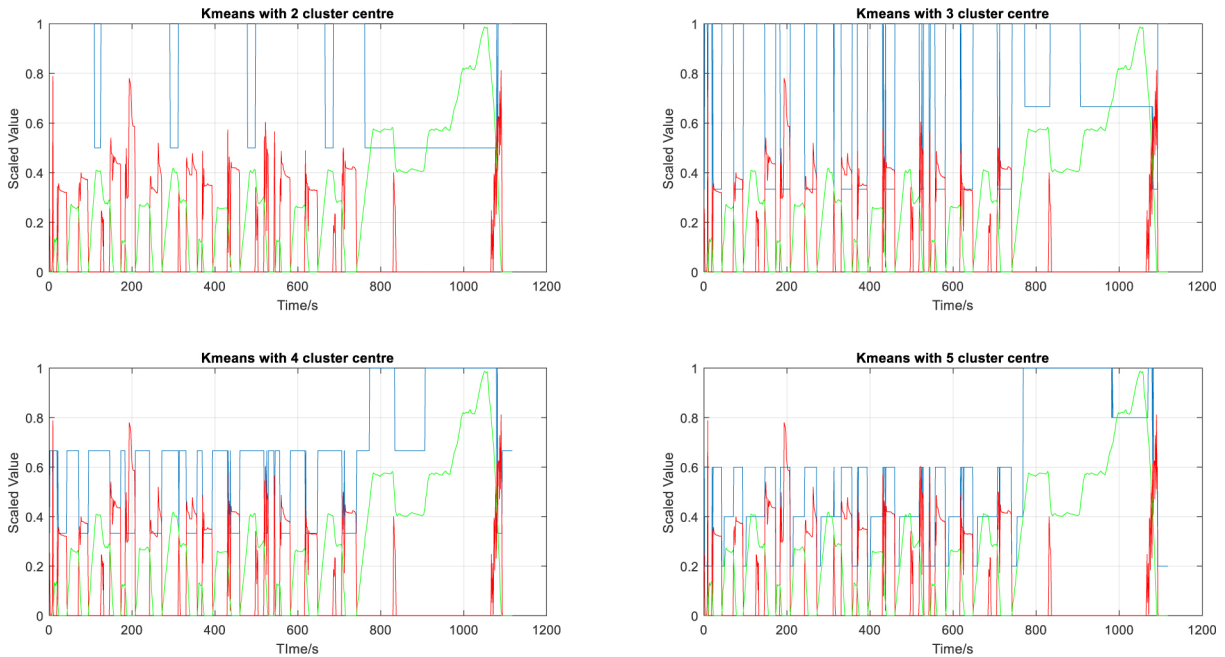 Kmeans with 2 cluster centre
Scaled Value
1
0.8
0.6
0.4
0.2
0
0 200 400 600 800 1000 1200
Time/s
Kmeans with 3 cluster centre
Scaled Value
1
0.8
0.6
0.4
0.2
0
0 200 400 600 800 1000 1200
Time/s
Kmeans with 4 cluster centre
Scaled Value
1
0.8
0.6
0.4
0.2
0
0 200 400 600 800 1000 1200
TIme/s
Kmeans with 5 cluster centre
Scaled Value
1
0.8
0.6
0.4
0.2
0
0 200 400 600 800 1000 1200
Time/s